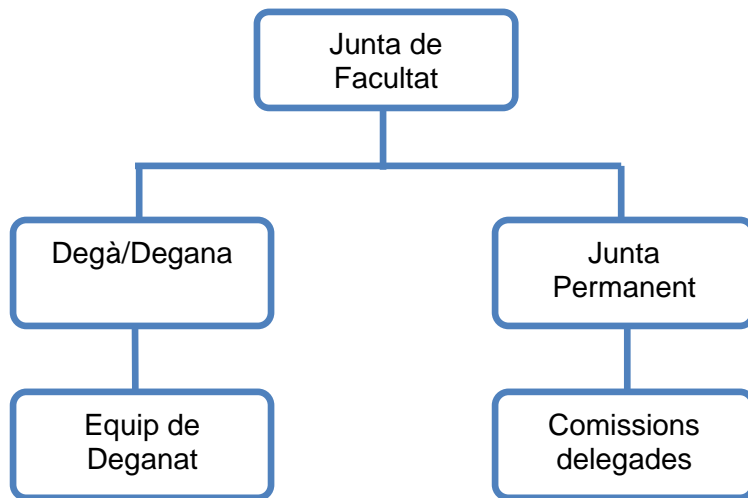 Junta de
Facultat
Degà/Degana
Junta
Permanent
Equip de
Deganat
Comissions
delegades